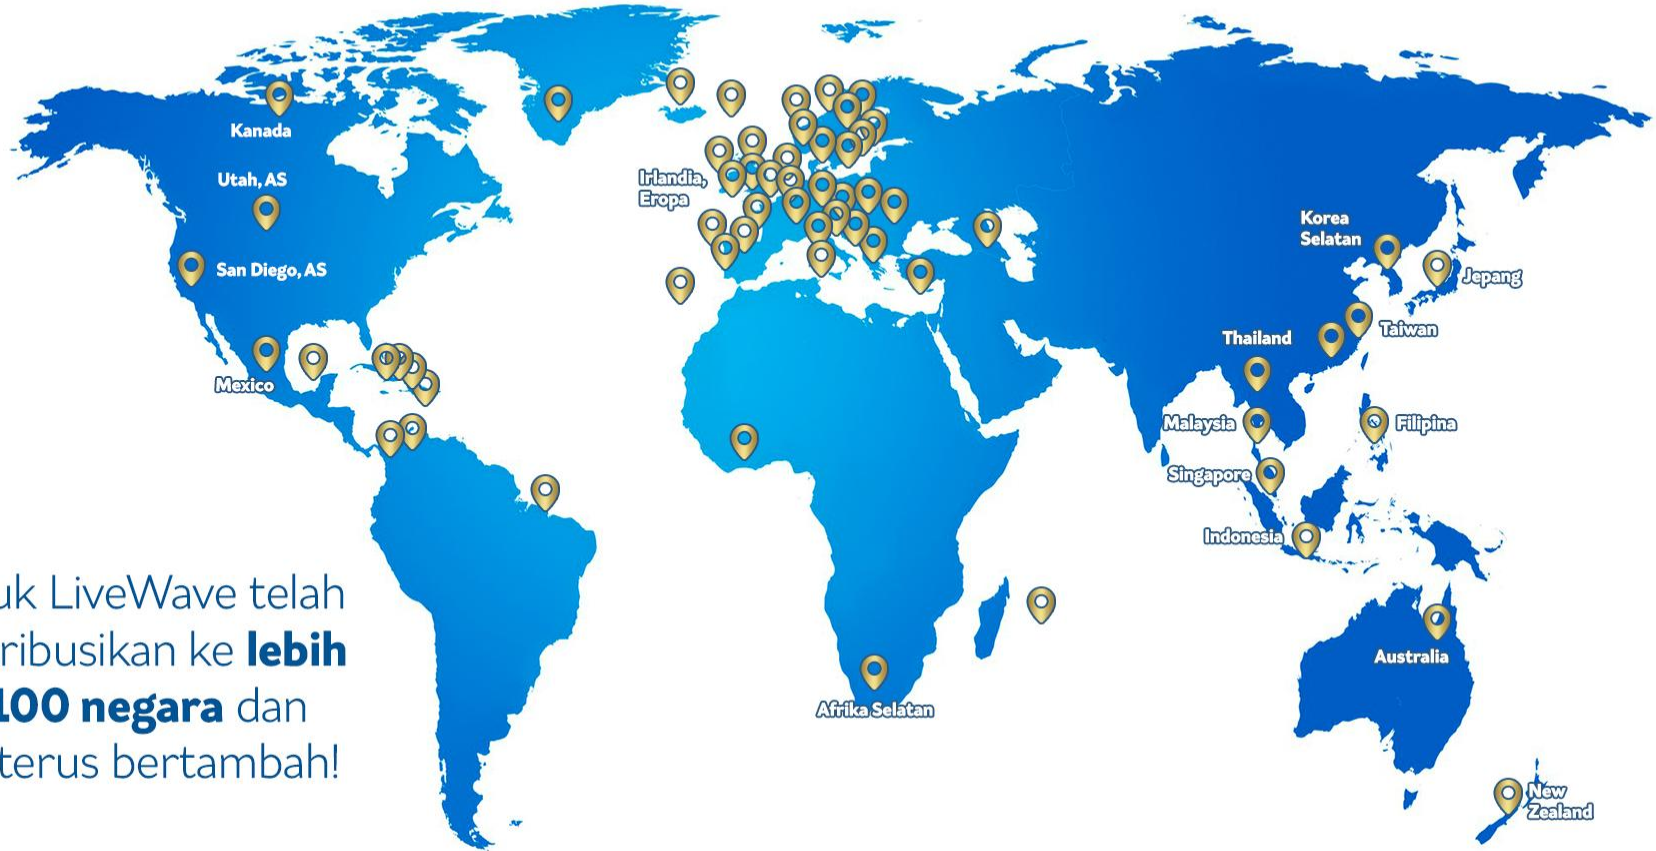 Kanada
Utah, AS
San Diego, AS
Mexico
Irlandia,
Eropa
Korea
Selatan
Jepang
Taiwan
Thailand
Malaysia
Filipina
Singapore
Indonesia
Australia
Afrika Selatan
New
Zealand
uk LiveWave telah
ribusikan ke lebih
100 negara dan
terus bertambah!